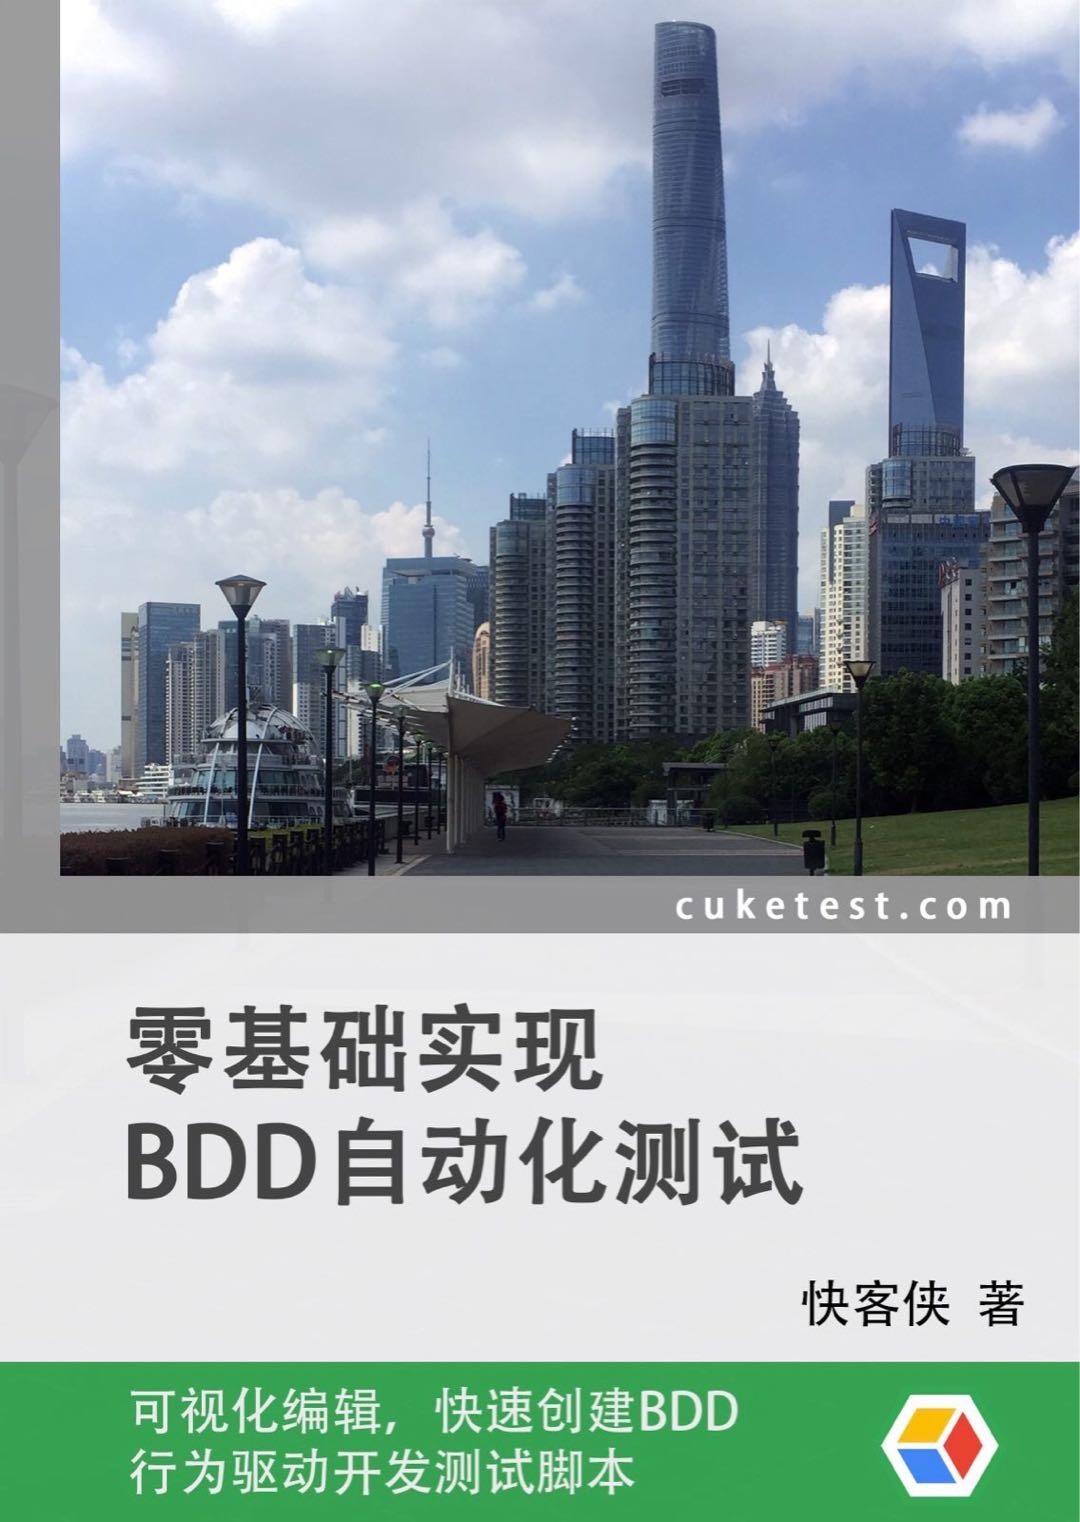 cuketest.com
零基础实现
BDD自动化测试
快客侠 著
可视化编辑，快速创建BDD
行为驱动开发测试脚本